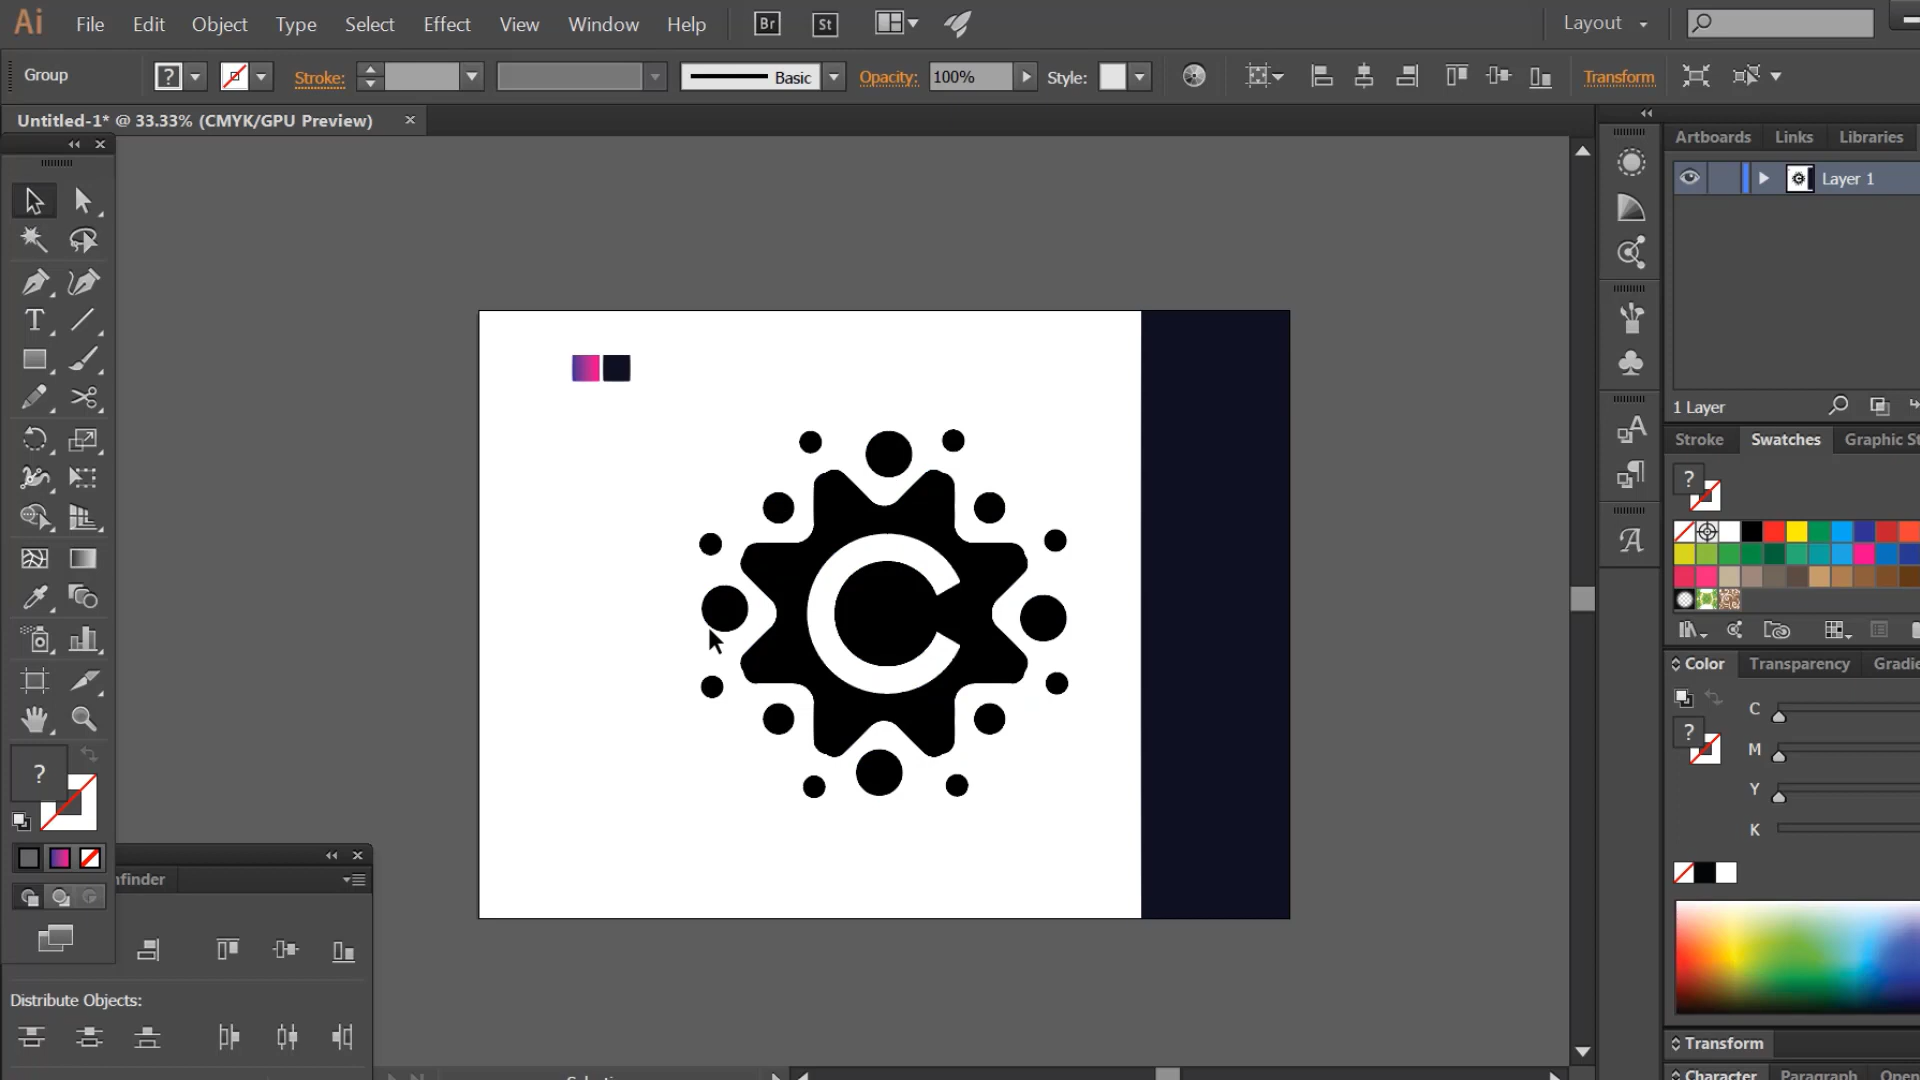 Ai File Edit Object Type Select Effect View Window Help Br St Layout
Group ? Stroke: Basic Opacity: 100% Style: Transform
Untitled-1* @ 33.33% (CMYK/GPU Preview) ×
Artboards Links Libraries
Layer 1
C
1 Layer
Stroke Swatches Graphic St
?
Color Transparency Gradie
C
?
M
Y
K
?
nfinder
Distribute Objects:
Transform
Character Paragraph Open